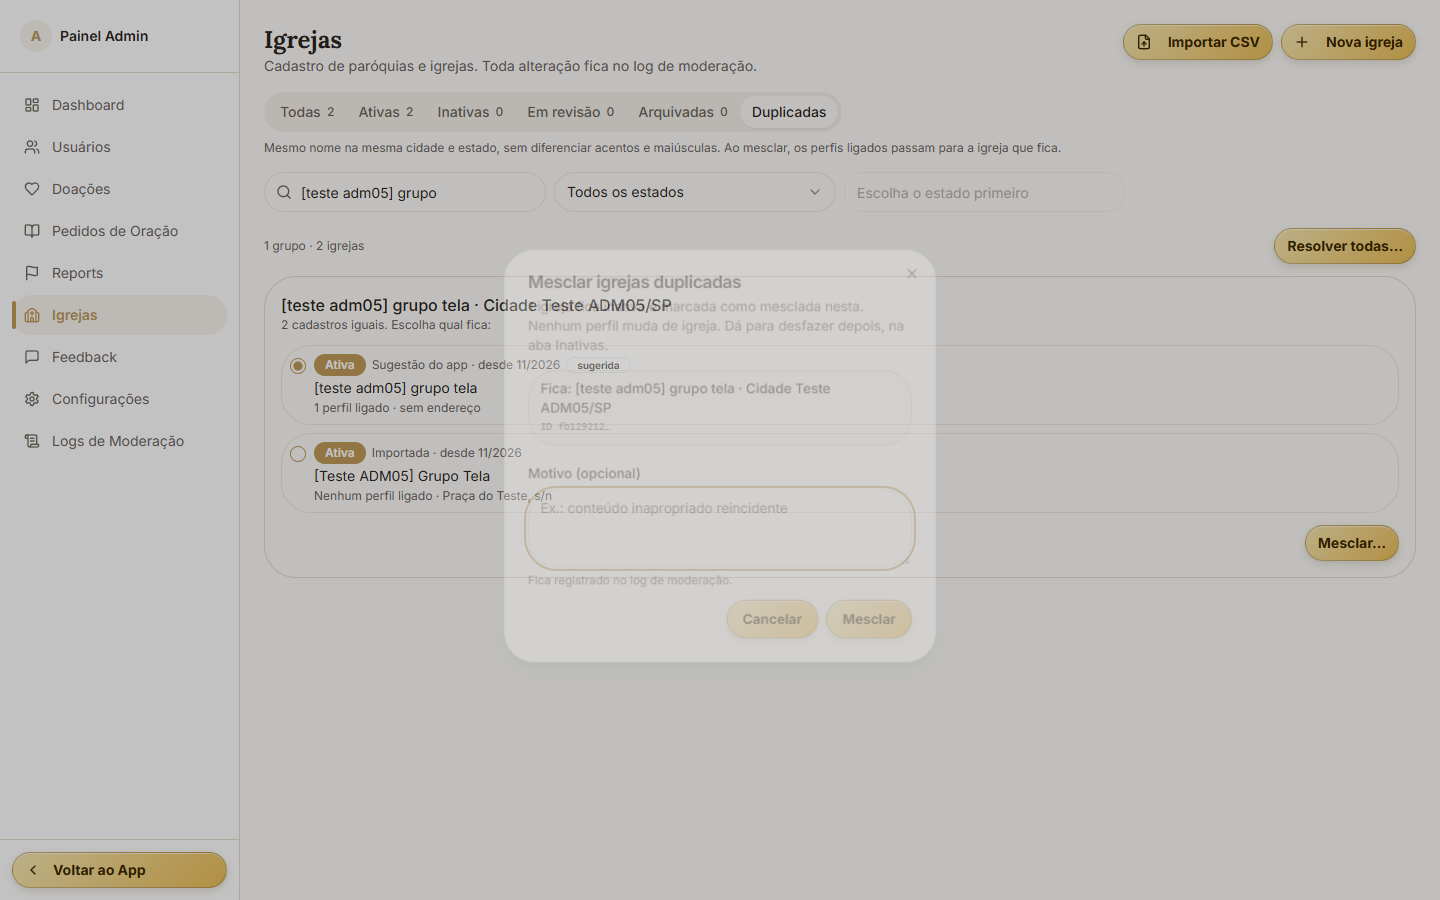 A Painel Admin
Dashboard
Usuários
Doações
Pedidos de Oração
Reports
Igrejas
Feedback
Configurações
Logs de Moderação
Voltar ao App
Igrejas
Cadastro de paróquias e igrejas. Toda alteração fica no log de moderação.
Importar CSV
Nova igreja
Todas 2 Ativas 2 Inativas 0 Em revisão 0 Arquivadas 0 Duplicadas
Mesmo nome na mesma cidade e estado, sem diferenciar acentos e maiúsculas. Ao mesclar, os perfis ligados passam para a igreja que fica.
[teste adm05] grupo
Todos os estados
Escolha o estado primeiro
1 grupo · 2 igrejas
Resolver todas...
[teste adm05] grupo tela · Cidade Teste ADM05/SP
2 cadastros iguais. Escolha qual fica:
Ativa Sugestão do app · desde 11/2026 sugerida
[teste adm05] grupo tela
1 perfil ligado · sem endereço
Ativa Importada · desde 11/2026
[Teste ADM05] Grupo Tela
Nenhum perfil ligado · Praça do Teste, s/n
Mesclar...
Mesclar igrejas duplicadas
marcada como mesclada nesta.
Nenhum perfil muda de igreja. Dá para desfazer depois, na
aba Inativas.
Fica: [teste adm05] grupo tela · Cidade Teste
ADM05/SP
ID fb129212…
Motivo (opcional)
Ex.: conteúdo inapropriado reincidente
Fica registrado no log de moderação.
Cancelar
Mesclar